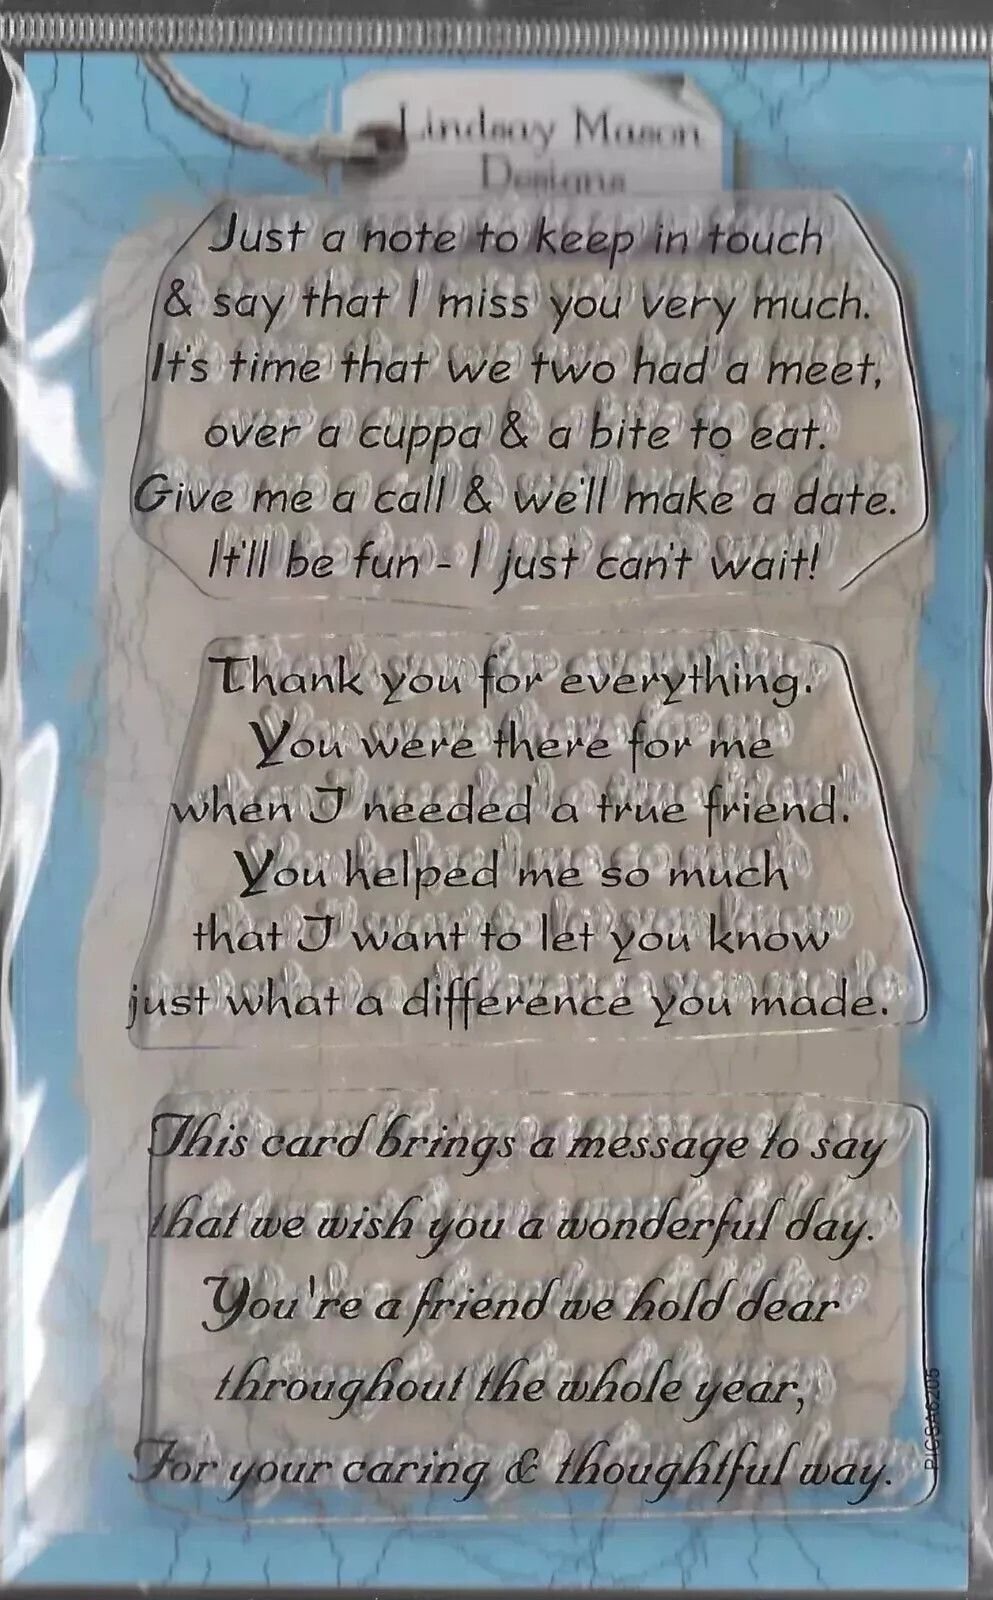 Lindsay Mason
Designs
Just a note to keep in touch
& say that I miss you very much.
It's time that we two had a meet,
over a cuppa & a bite to eat.
Give me a call & we'll make a date.
It'll be fun - I just can't wait!
Thank you for everything.
You were there for me
when I needed a true friend.
You helped me so much
that I want to let you know
just what a difference you made.
This card brings a message to say
that we wish you a wonderful day.
You're a friend we hold dear
throughout the whole year,
For your caring & thoughtful way.